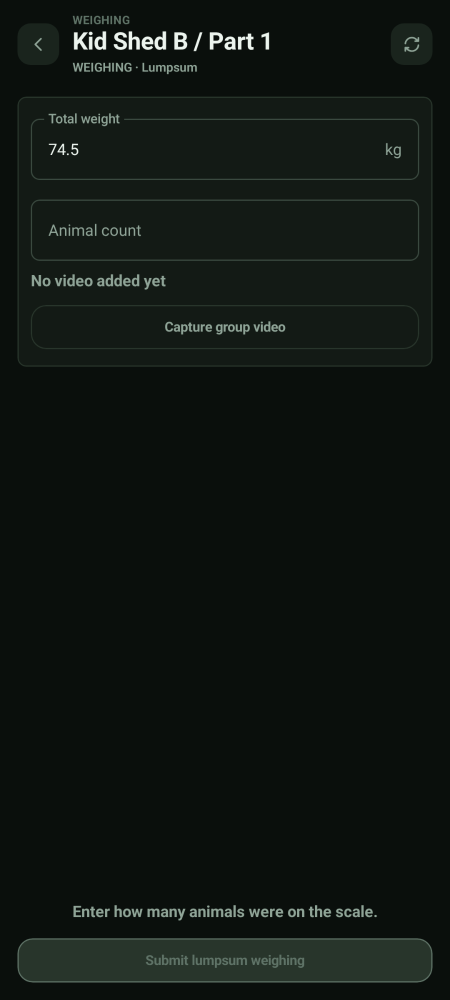 WEIGHING
Kid Shed B / Part 1
WEIGHING · Lumpsum
Total weight
74.5 kg
Animal count
No video added yet
Capture group video
Enter how many animals were on the scale.
Submit lumpsum weighing